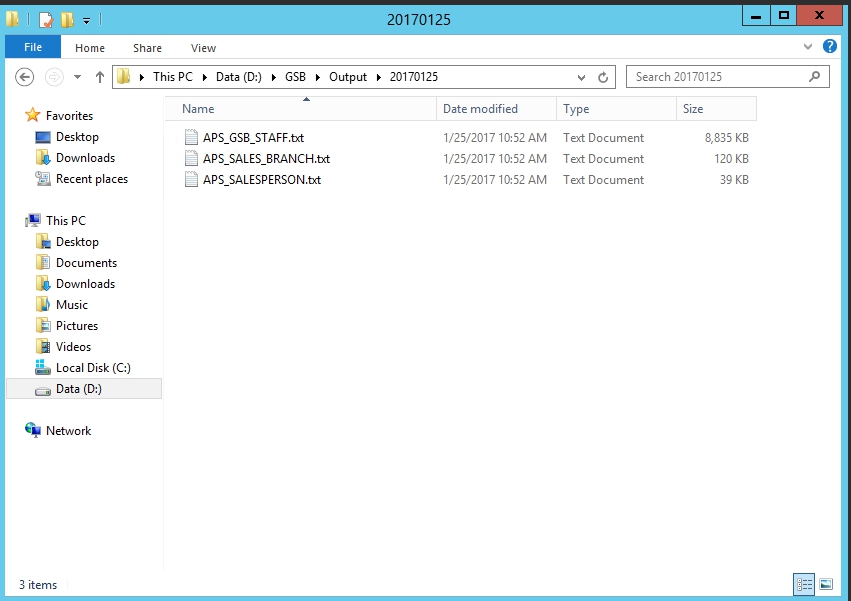 20170125
File Home Share View
This PC Data (D:) GSB Output 20170125 Search 20170125
Name Date modified Type Size
APS_GSB_STAFF.txt 1/25/2017 10:52 AM Text Document 8,835 KB
APS_SALES_BRANCH.txt 1/25/2017 10:52 AM Text Document 120 KB
APS_SALESPERSON.txt 1/25/2017 10:52 AM Text Document 39 KB
Favorites
Desktop
Downloads
Recent places
This PC
Desktop
Documents
Downloads
Music
Pictures
Videos
Local Disk (C:)
Data (D:)
Network
3 items